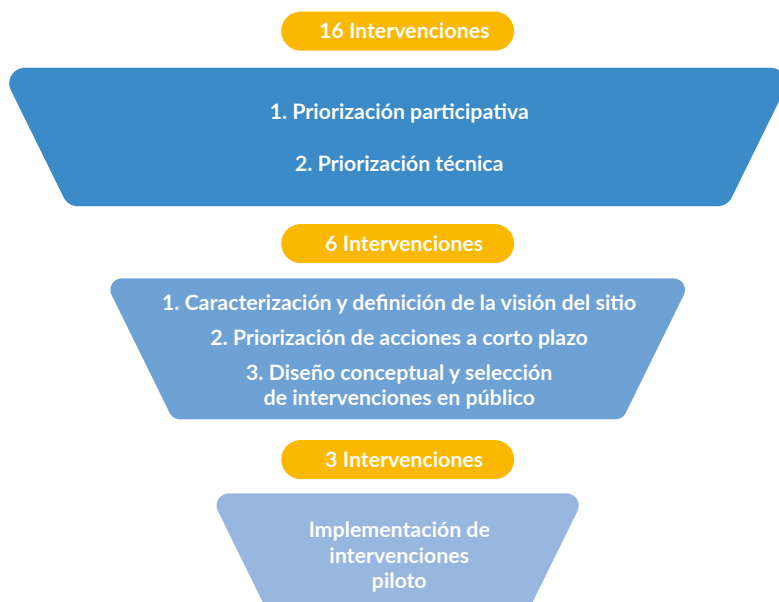 16 Intervenciones
1. Priorización participativa
2. Priorización técnica
6 Intervenciones
1. Caracterización y definición de la visión del sitio
2. Priorización de acciones a corto plazo
3. Diseño conceptual y selección
de intervenciones en público
3 Intervenciones
Implementación de
intervenciones
piloto